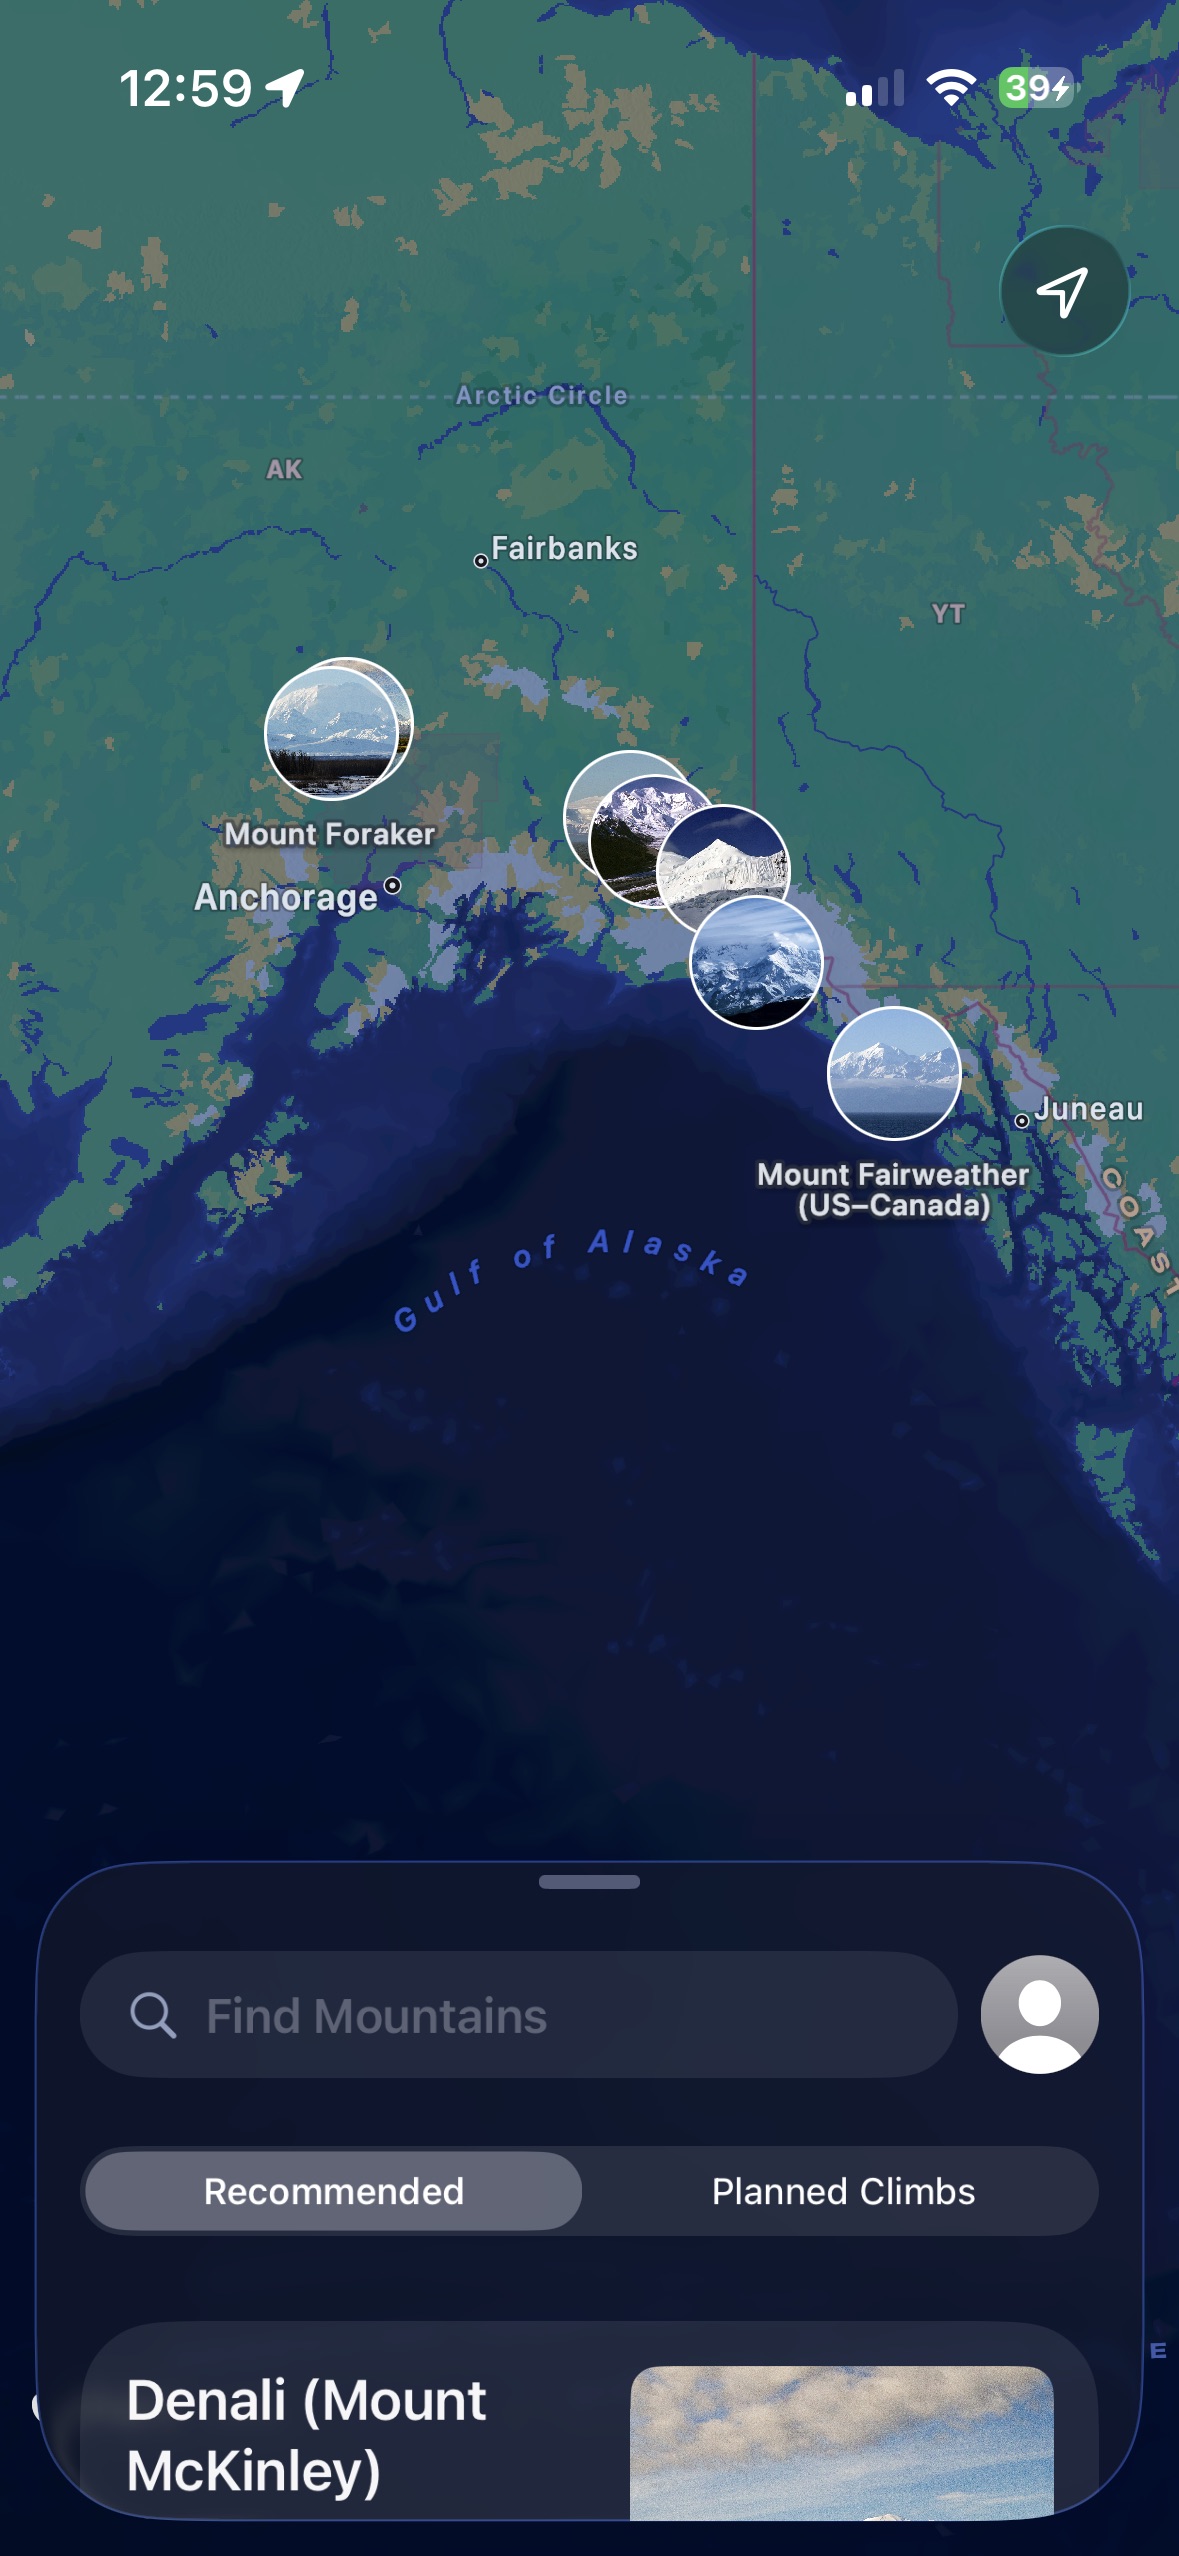 12:59
39
Arctic Circle
AK
Fairbanks
YT
Mount Foraker
Anchorage
Juneau
Mount Fairweather
(US–Canada)
COAST
Gulf of Alaska
Find Mountains
Recommended
Planned Climbs
E
Denali (Mount
McKinley)